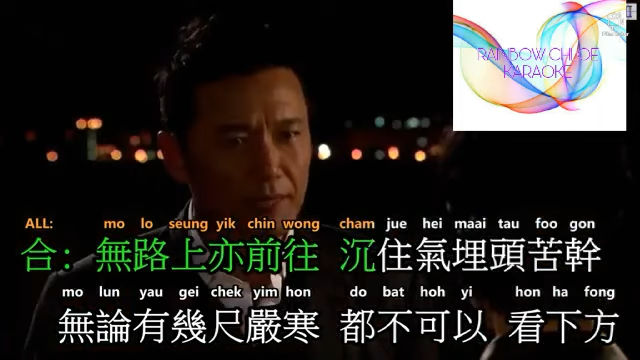 RAINBOW CHLOE
KARAOKE
ALL: mo lo seung yik chin wong cham jue hei maai tau foo gon
合：無路上亦前往 沉住氣埋頭苦幹
mo lun yau gei chek yim hon do bat hoh yi hon ha fong
無論有幾尺嚴寒 都不可以 看下方